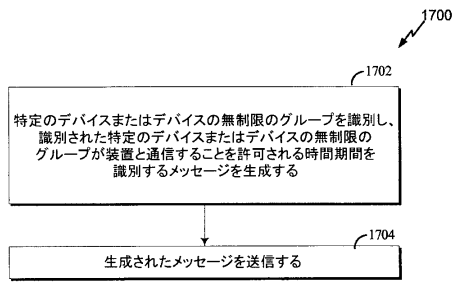 1700
1702
特定のデバイスまたはデバイスの無制限のグループを識別し、
識別された特定のデバイスまたはデバイスの無制限の
グループが装置と通信することを許可される時間期間を
識別するメッセージを生成する
1704
生成されたメッセージを送信する